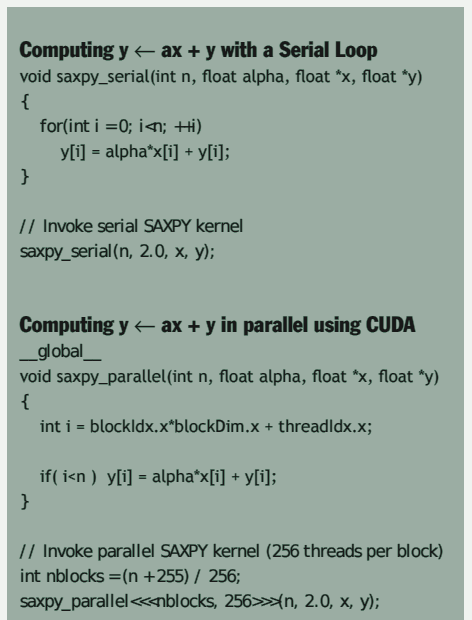 Computing y ← ax + y with a Serial Loop
void saxpy_serial(int n, float alpha, float *x, float *y)
{
for(int i = 0; i<n; ++i)
y[i] = alpha*x[i] + y[i];
}
// Invoke serial SAXPY kernel
saxpy_serial(n, 2.0, x, y);
Computing y ← ax + y in parallel using CUDA
__global__
void saxpy_parallel(int n, float alpha, float *x, float *y)
{
int i = blockIdx.x*blockDim.x + threadIdx.x;
if( i<n ) y[i] = alpha*x[i] + y[i];
}
// Invoke parallel SAXPY kernel (256 threads per block)
int nblocks = (n + 255) / 256;
saxpy_parallel<<<nblocks, 256>>>(n, 2.0, x, y);